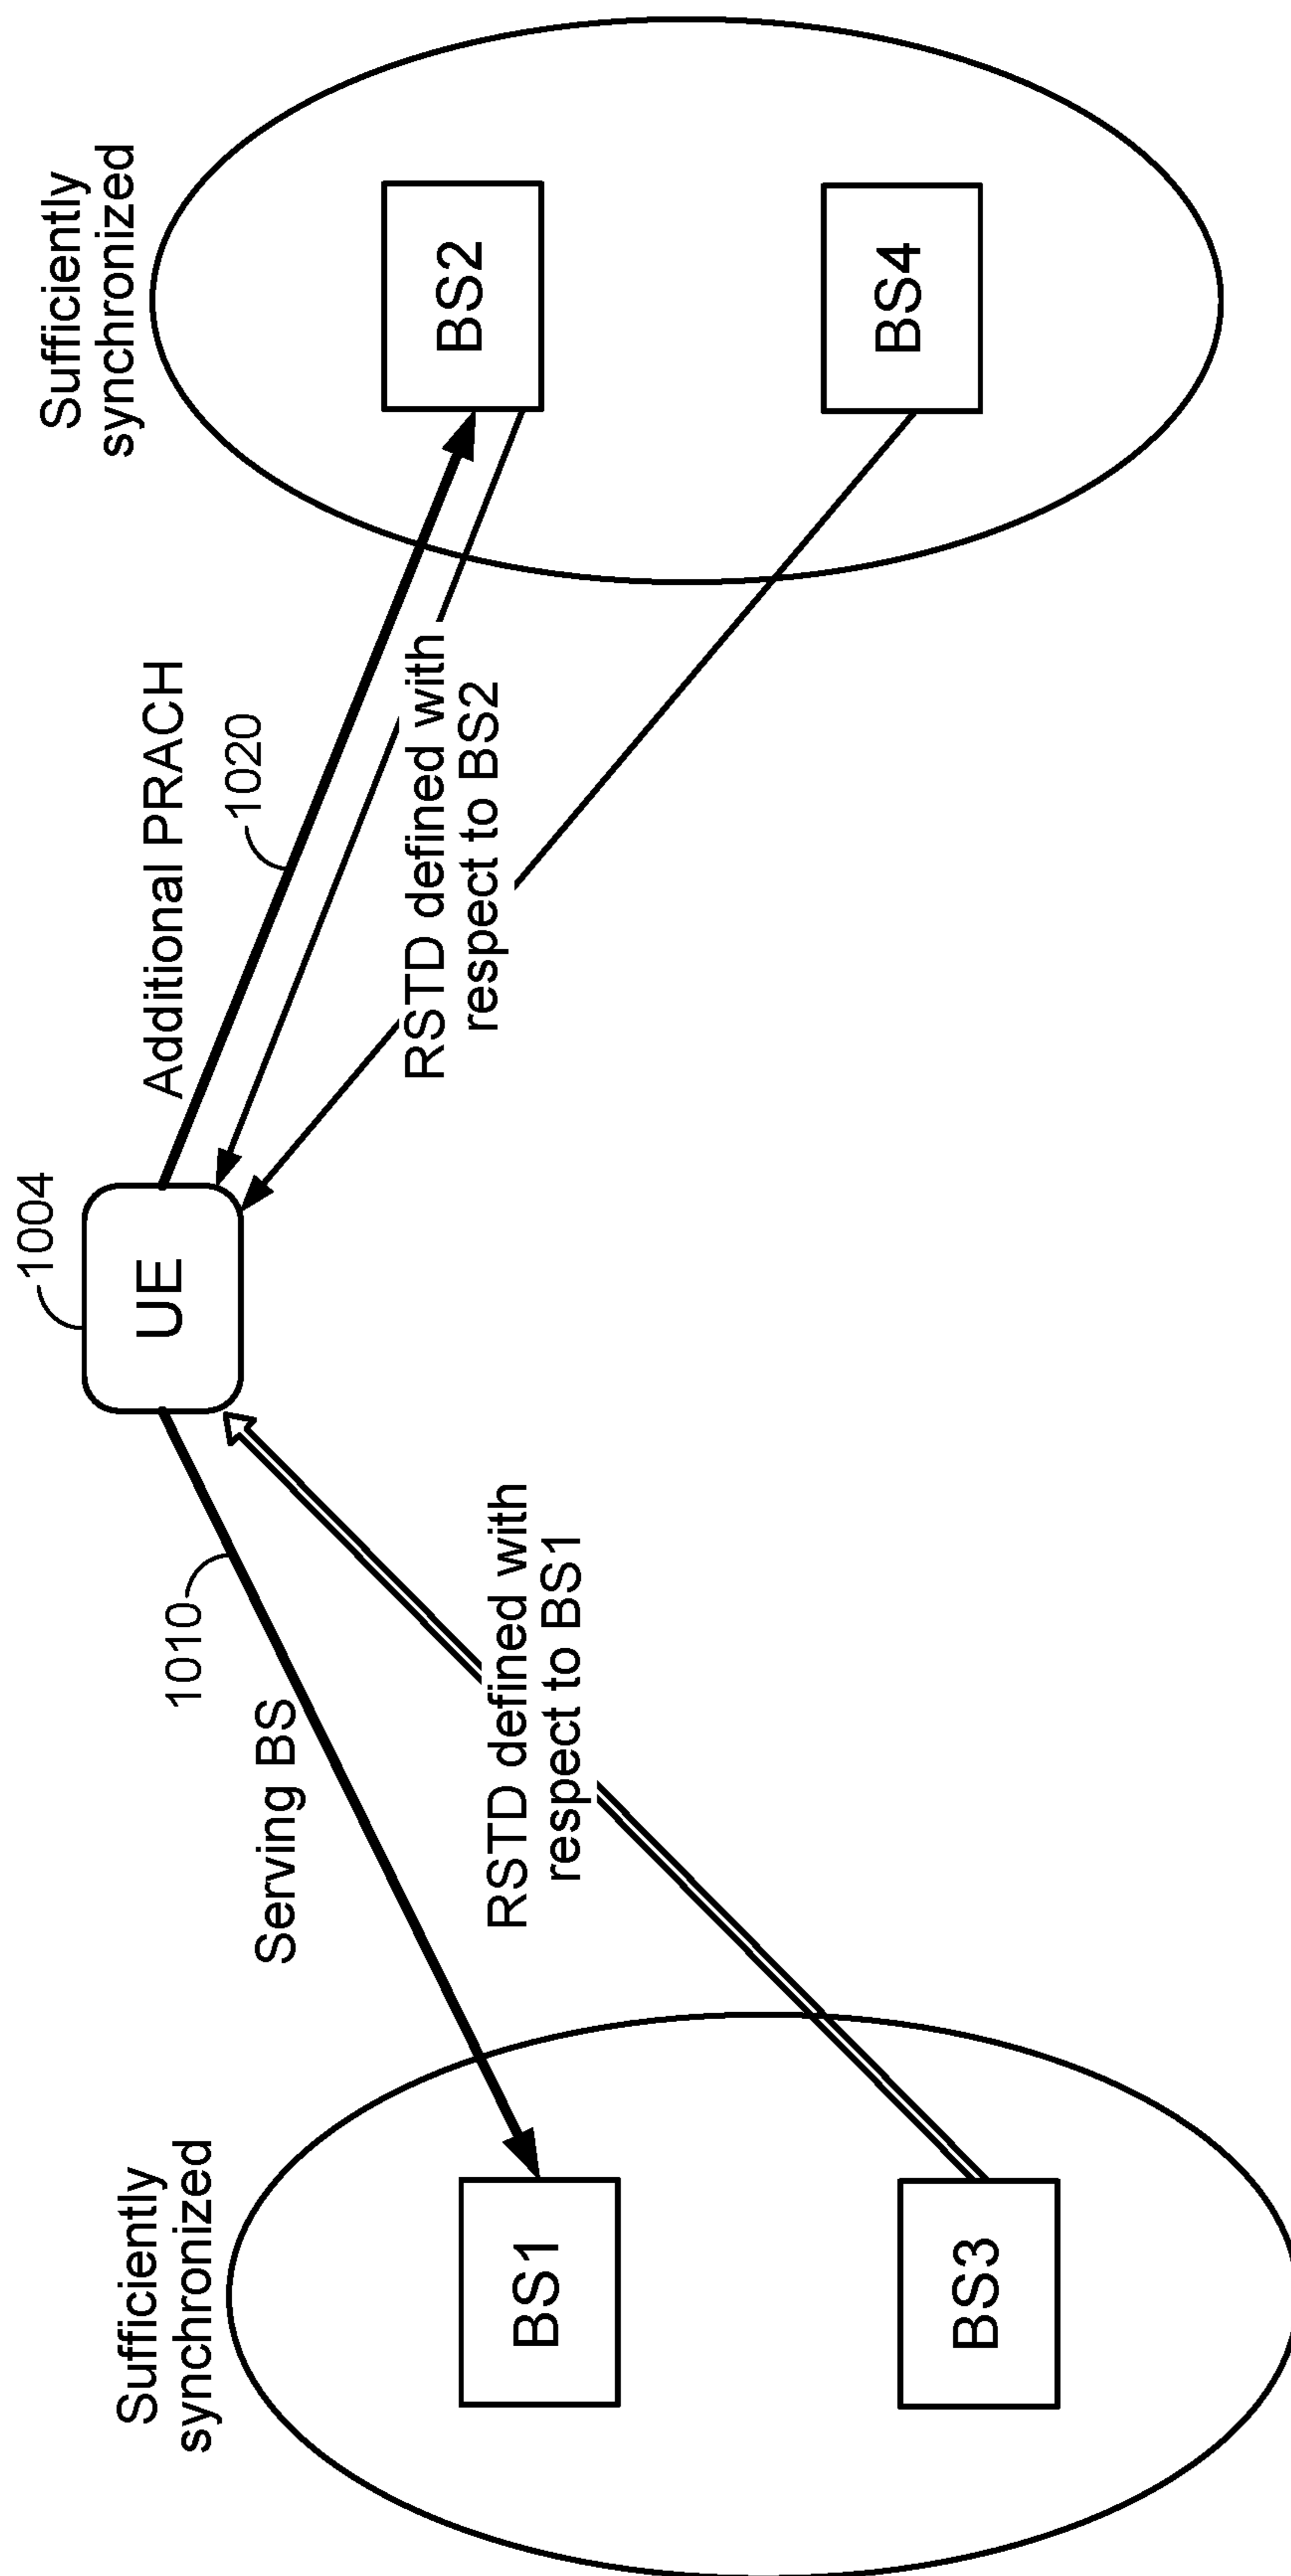 Sufficiently
synchronized
BS1
BS3
Serving BS
1010
RSTD defined with
respect to BS1
1004
UE
Additional PRACH
1020
RSTD defined with
respect to BS2
Sufficiently
synchronized
BS2
BS4